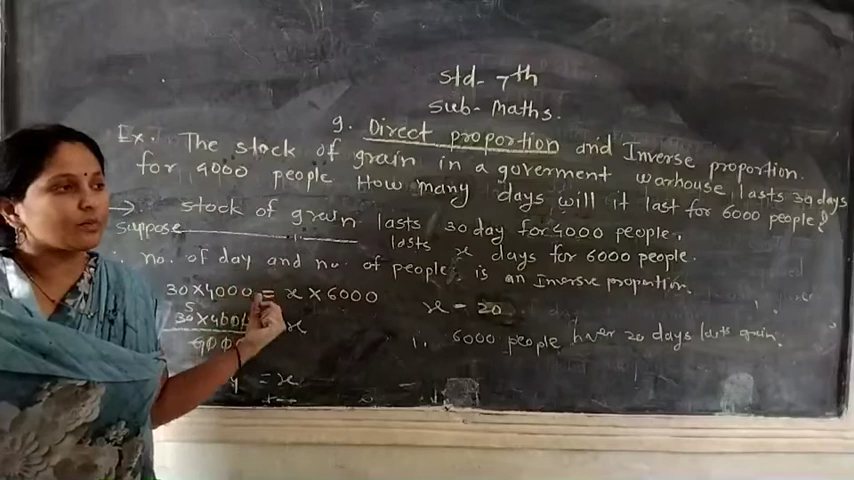 Std- 7th
Sub- Maths.
9. Direct proportion and Inverse proportion.
Ex. The stock of grain in a goverment warhouse lasts 30 days
for 4000 people How many days will it last for 6000 people?
→ stock of grain lasts 30 day for 4000 people.
suppose lasts x days for 6000 people.
∴ no. of day and no. of people is an Inverse proportion.
30×4000 = x × 6000
x = 20
5
30×400 x
∴ 6000 people have 20 days lasts grain.
= x